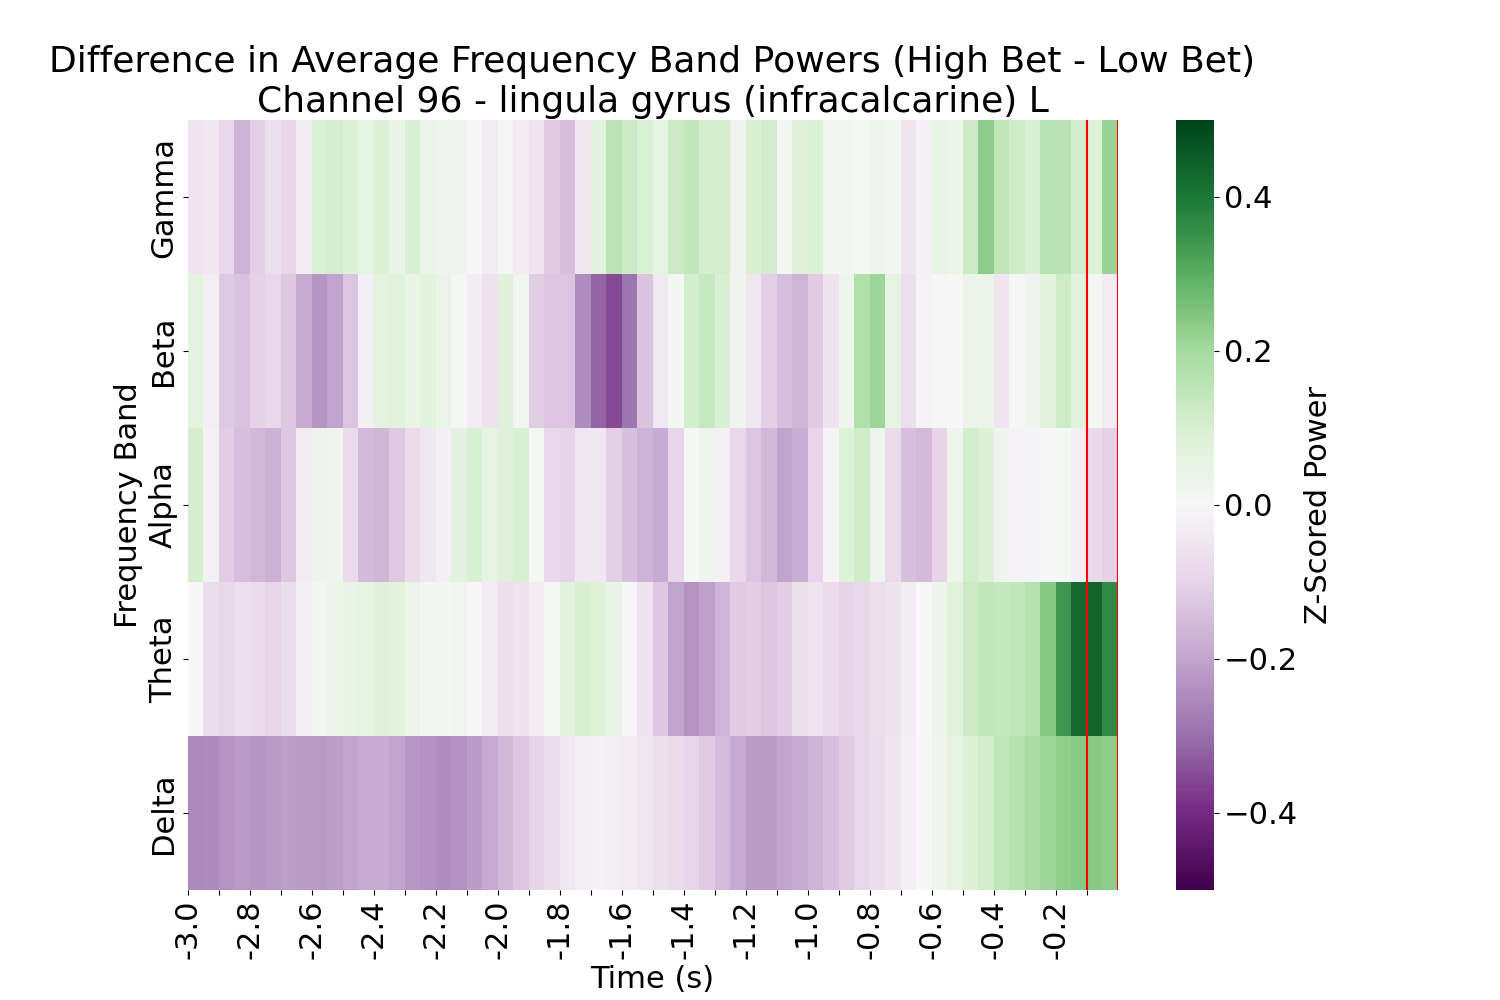 Difference in Average Frequency Band Powers (High Bet - Low Bet)
Channel 96 - lingula gyrus (infracalcarine) L
Frequency Band
Gamma
Beta
Alpha
Theta
Delta
-3.0 -2.8 -2.6 -2.4 -2.2 -2.0 -1.8 -1.6 -1.4 -1.2 -1.0 -0.8 -0.6 -0.4 -0.2
Time (s)
0.4
0.2
0.0
−0.2
−0.4
Z-Scored Power